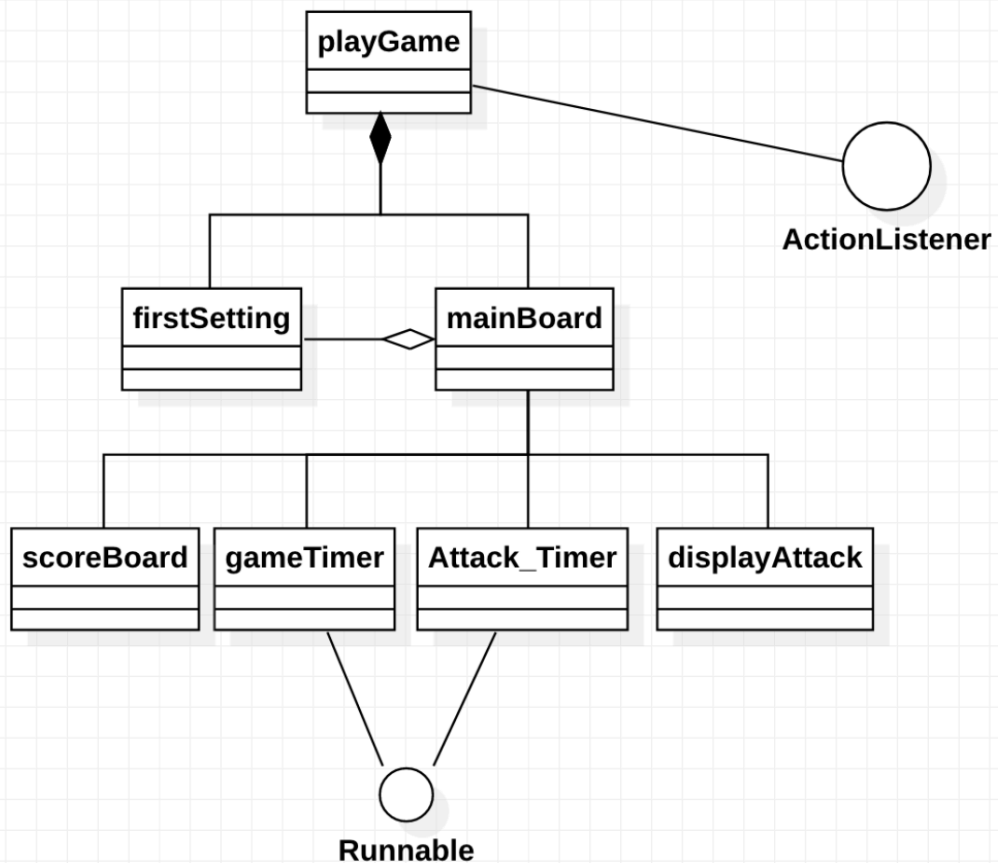 playGame
ActionListener
firstSetting
mainBoard
scoreBoard
gameTimer
Attack_Timer
displayAttack
Runnable